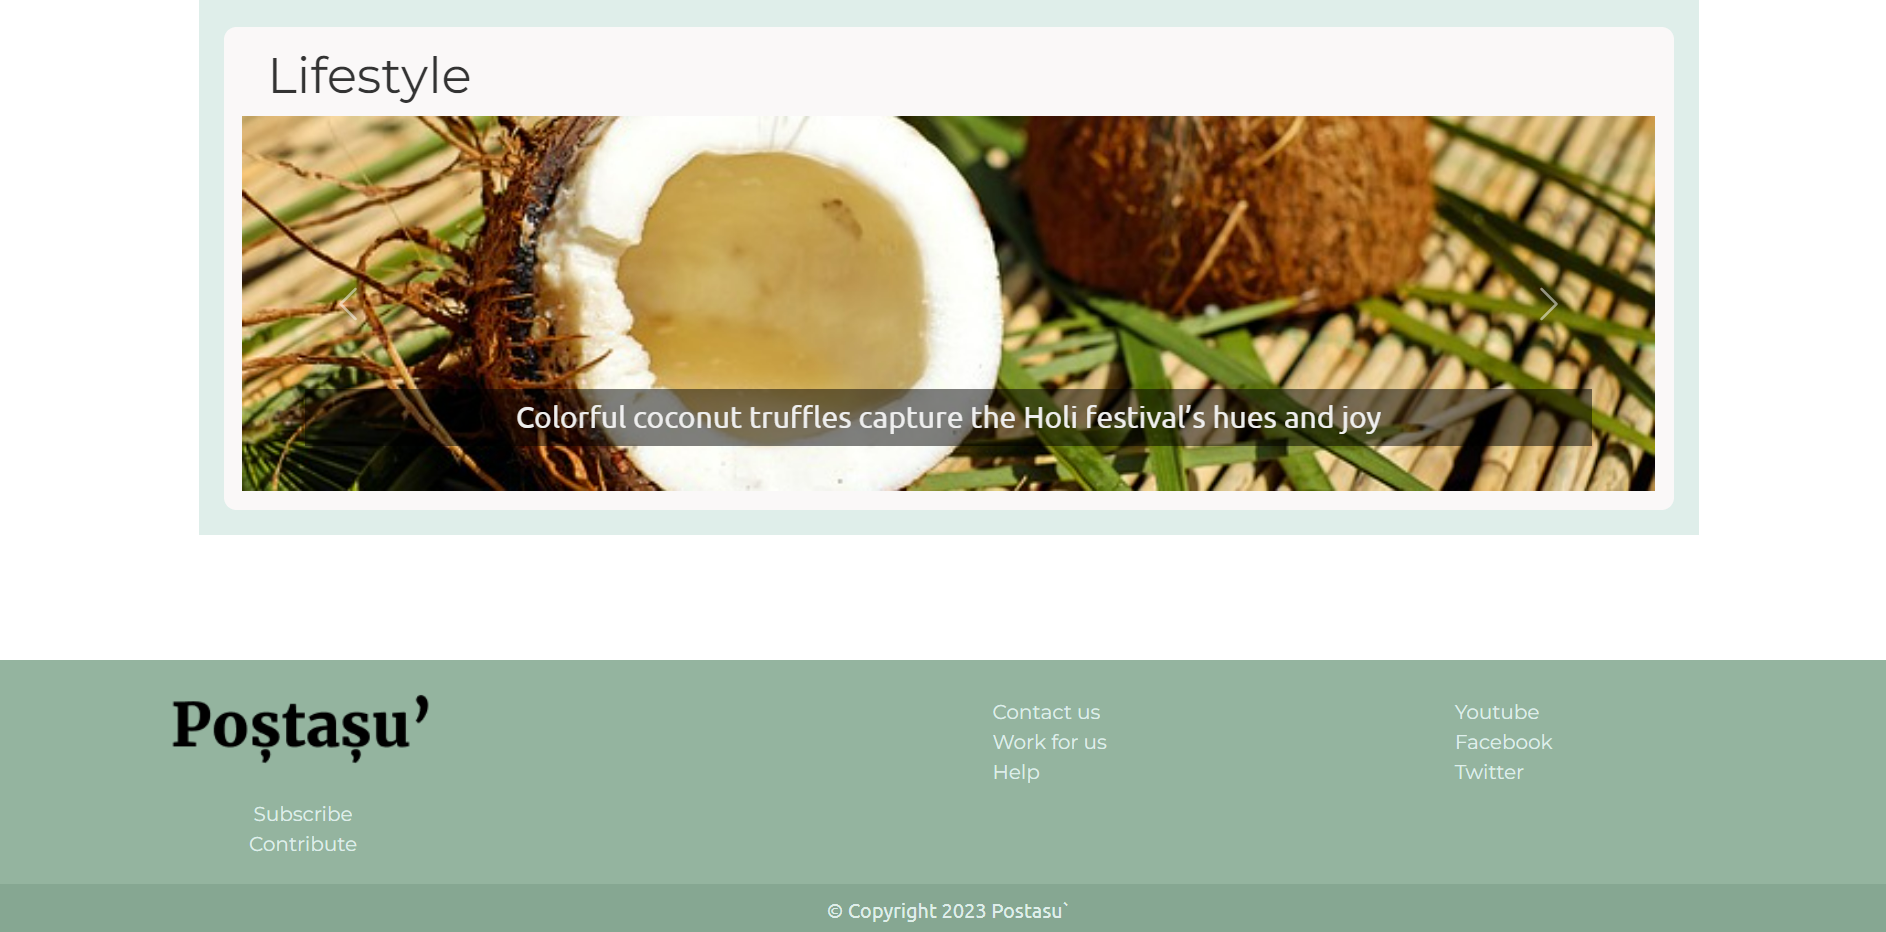 Lifestyle
Colorful coconut truffles capture the Holi festival’s hues and joy
Poștașu’
Subscribe
Contribute
Contact us
Work for us
Help
Youtube
Facebook
Twitter
© Copyright 2023 Postasu`